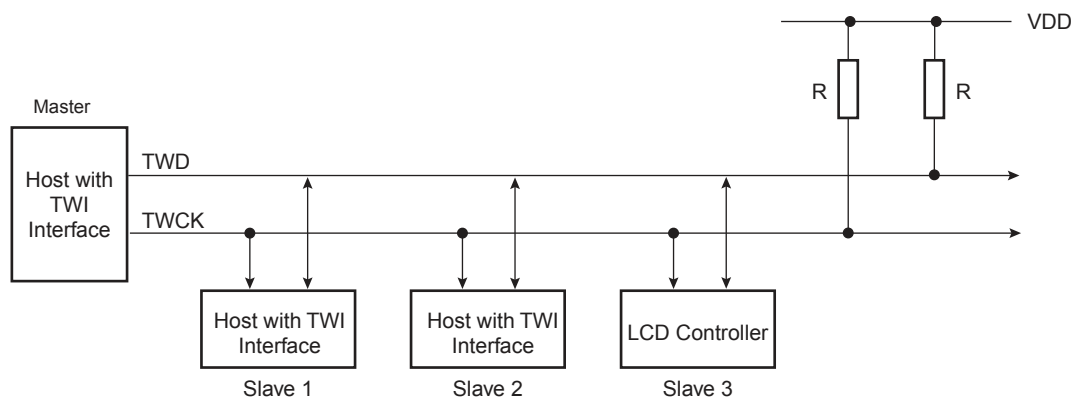 VDD
R
R
Master
Host with
TWI
Interface
TWD
TWCK
Host with TWI
Interface
Slave 1
Host with TWI
Interface
Slave 2
LCD Controller
Slave 3